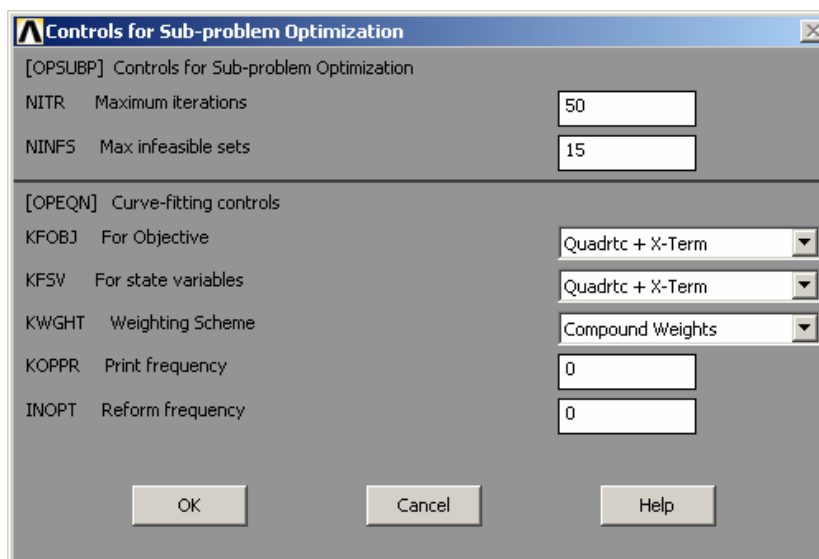 Controls for Sub-problem Optimization
[OPSUBP] Controls for Sub-problem Optimization
NITR Maximum iterations 50
NINFS Max infeasible sets 15
[OPEQN] Curve-fitting controls
KFOBJ For Objective Quadrtc + X-Term
KFSV For state variables Quadrtc + X-Term
KWGHT Weighting Scheme Compound Weights
KOPPR Print frequency 0
INOPT Reform frequency 0
OK Cancel Help